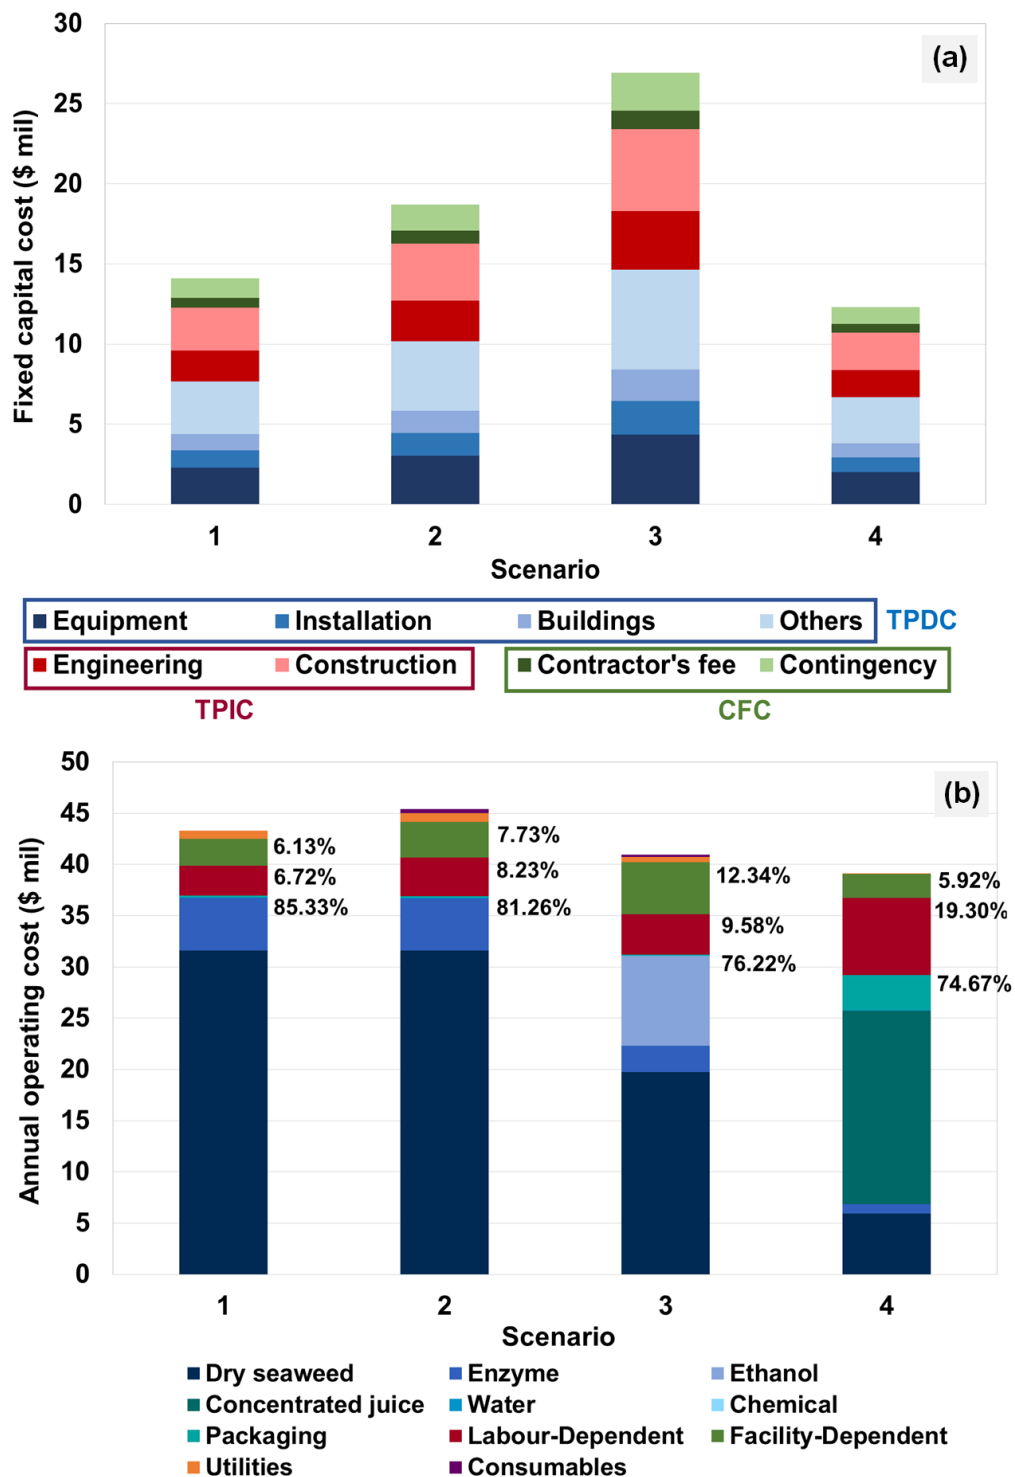 (a)
Fixed capital cost ($ mil)
30
25
20
15
10
5
0
1 2 3 4
Scenario
Equipment Installation Buildings Others TPDC
Engineering Construction Contractor's fee Contingency
TPIC CFC
(b)
Annual operating cost ($ mil)
50
45
40
35
30
25
20
15
10
5
0
6.13%
6.72%
85.33%
7.73%
8.23%
81.26%
12.34%
9.58%
76.22%
5.92%
19.30%
74.67%
1 2 3 4
Scenario
Dry seaweed Enzyme Ethanol
Concentrated juice Water Chemical
Packaging Labour-Dependent Facility-Dependent
Utilities Consumables